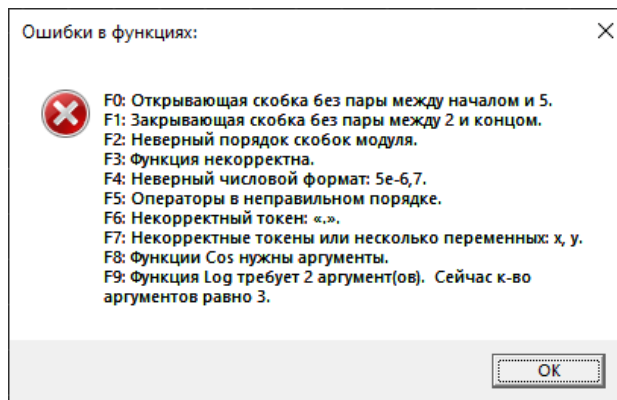 Ошибки в функциях:
F0: Открывающая скобка без пары между началом и 5.
F1: Закрывающая скобка без пары между 2 и концом.
F2: Неверный порядок скобок модуля.
F3: Функция некорректна.
F4: Неверный числовой формат: 5e-6,7.
F5: Операторы в неправильном порядке.
F6: Некорректный токен: «.».
F7: Некорректные токены или несколько переменных: x, y.
F8: Функции Cos нужны аргументы.
F9: Функция Log требует 2 аргумент(ов).  Сейчас к-во
аргументов равно 3.
OK